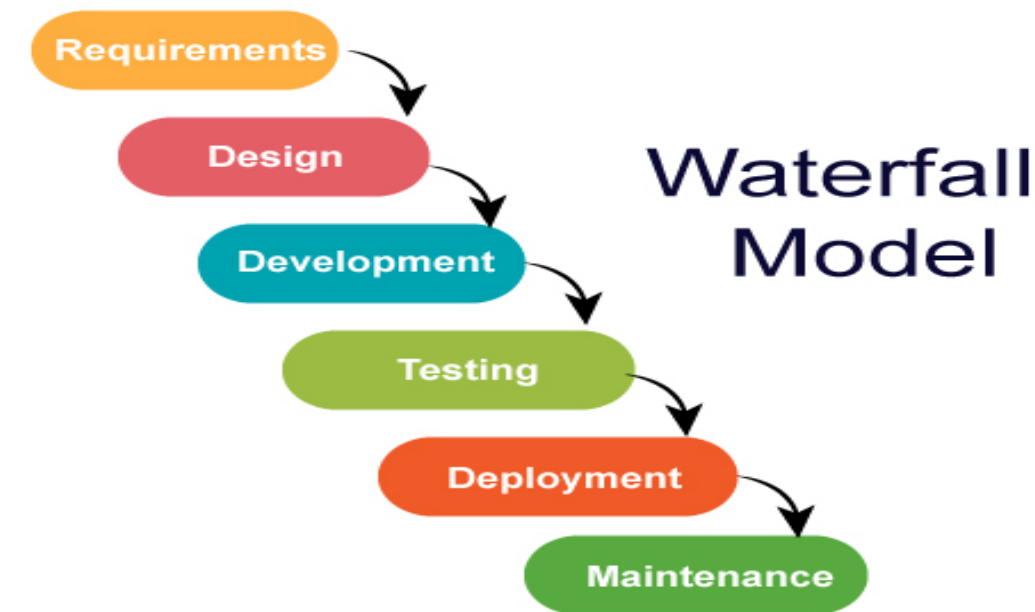 Requirements
Design
Waterfall
Model
Development
Testing
Deployment
Maintenance